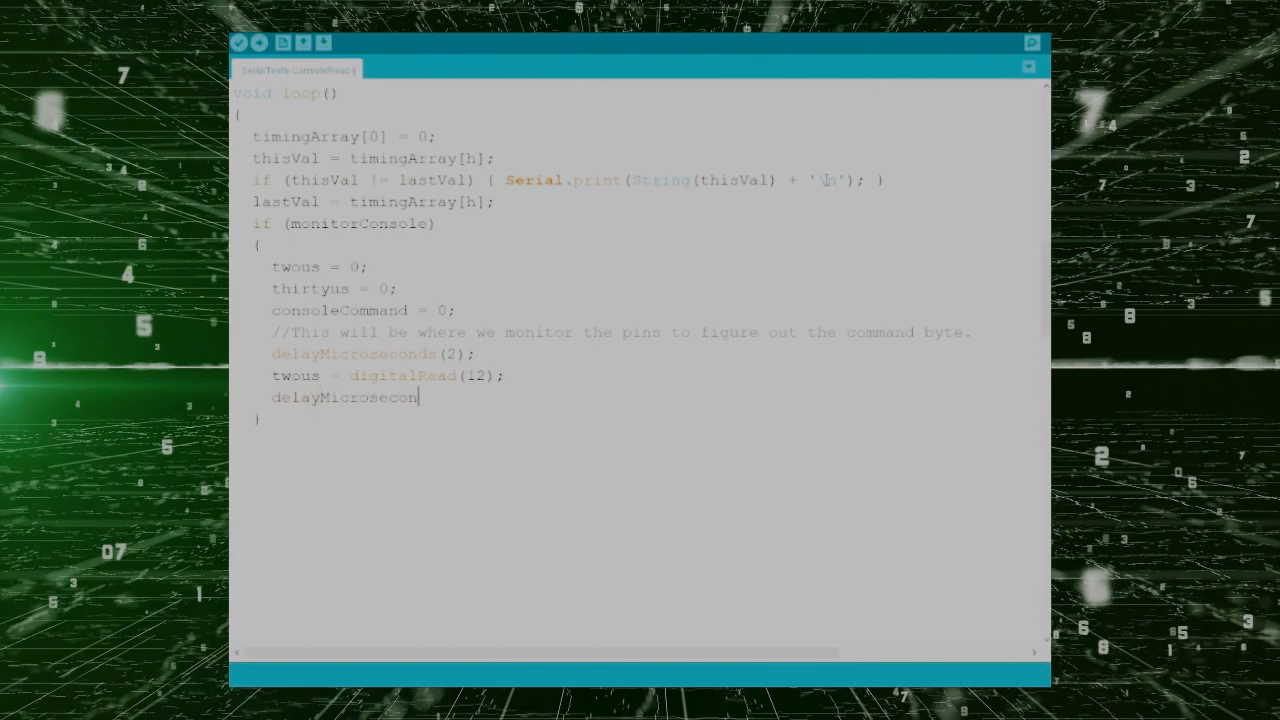 SerialTests-ConsoleRead §
void loop()
{
timingArray[0] = 0;
thisVal = timingArray[h];
if (thisVal != lastVal) { Serial.print(String(thisVal) + '\n'); }
lastVal = timingArray[h];
if (monitorConsole)
{
twous = 0;
thirtyus = 0;
consoleCommand = 0;
//This will be where we monitor the pins to figure out the command byte.
delayMicroseconds(2);
twous = digitalRead(12);
delayMicrosecon
}